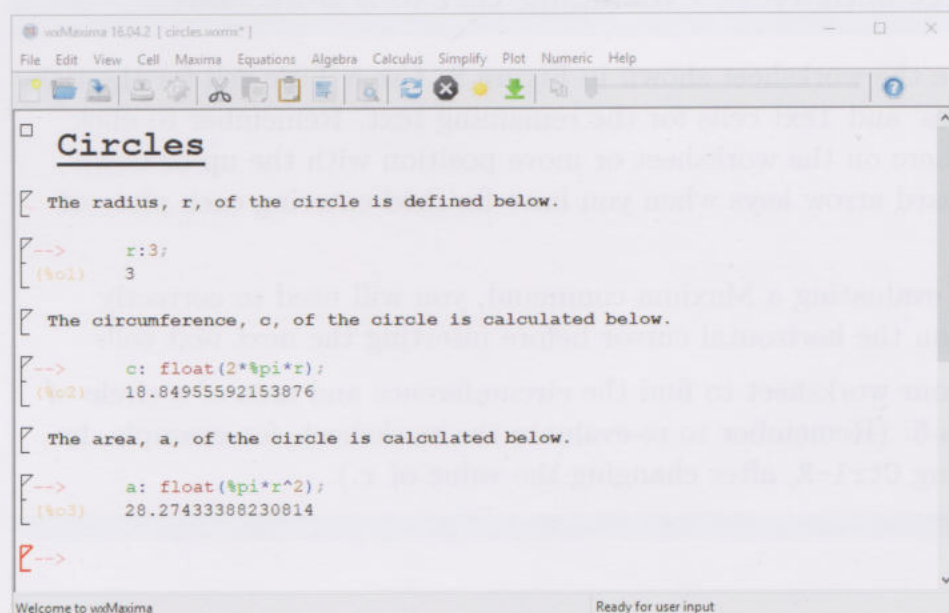 wxMaxima 16.04.2 [ circles.wxmx* ]
File Edit View Cell Maxima Equations Algebra Calculus Simplify Plot Numeric Help
Circles
The radius, r, of the circle is defined below.
--> r:3;
(%o1) 3
The circumference, c, of the circle is calculated below.
--> c: float(2*%pi*r);
(%o2) 18.84955592153876
The area, a, of the circle is calculated below.
--> a: float(%pi*r^2);
(%o3) 28.27433388230814
-->
Welcome to wxMaxima Ready for user input